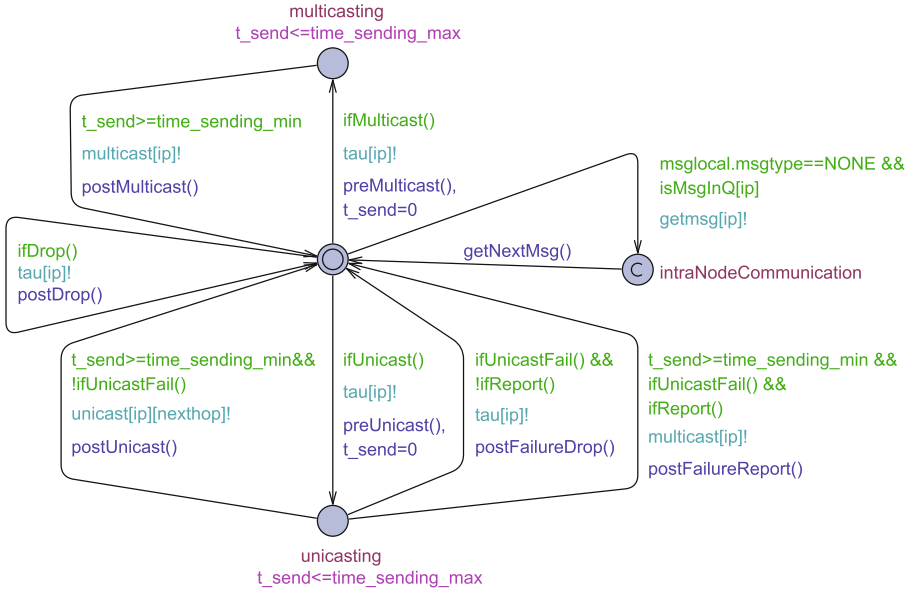 multicasting
t_send<=time_sending_max
t_send>=time_sending_min
multicast[ip]!
postMulticast()
ifMulticast()
tau[ip]!
preMulticast(),
t_send=0
msglocal.msgtype==NONE &&
isMsgInQ[ip]
getmsg[ip]!
ifDrop()
tau[ip]!
postDrop()
getNextMsg()
C
intraNodeCommunication
t_send>=time_sending_min&&
!ifUnicastFail()
unicast[ip][nexthop]!
postUnicast()
ifUnicast()
tau[ip]!
preUnicast(),
t_send=0
ifUnicastFail() &&
!ifReport()
tau[ip]!
postFailureDrop()
t_send>=time_sending_min &&
ifUnicastFail() &&
ifReport()
multicast[ip]!
postFailureReport()
unicasting
t_send<=time_sending_max